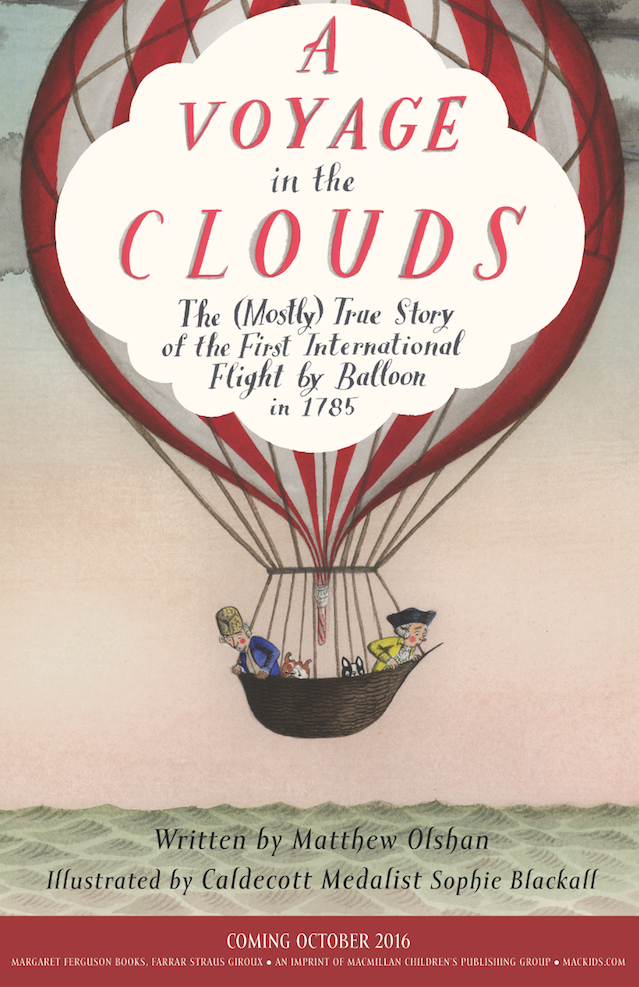 A
VOYAGE
in the
CLOUDS
The (Mostly) True Story
of the First International
Flight by Balloon
in 1785
Written by Matthew Olshan
Illustrated by Caldecott Medalist Sophie Blackall
COMING OCTOBER 2016
MARGARET FERGUSON BOOKS, FARRAR STRAUS GIROUX • AN IMPRINT OF MACMILLAN CHILDREN'S PUBLISHING GROUP • MACKIDS.COM